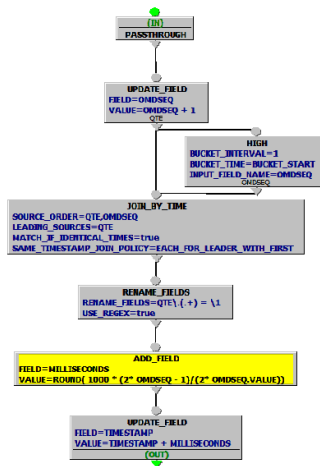 (IN)
PASSTHROUGH
UPDATE_FIELD
FIELD=OMDSEQ
VALUE=OMDSEQ + 1
QTE
HIGH
BUCKET_INTERVAL=1
BUCKET_TIME=BUCKET_START
INPUT_FIELD_NAME=OMDSEQ
OMDSEQ
JOIN_BY_TIME
SOURCE_ORDER=QTE,OMDSEQ
LEADING_SOURCES=QTE
MATCH_IF_IDENTICAL_TIMES=true
SAME_TIMESTAMP_JOIN_POLICY=EACH_FOR_LEADER_WITH_FIRST
RENAME_FIELDS
RENAME_FIELDS=QTE\.(.+) = \1
USE_REGEX=true
ADD_FIELD
FIELD=MILLISECONDS
VALUE=ROUND( 1000 * (2* OMDSEQ - 1)/(2* OMDSEQ.VALUE))
UPDATE_FIELD
FIELD=TIMESTAMP
VALUE=TIMESTAMP + MILLISECONDS
(OUT)